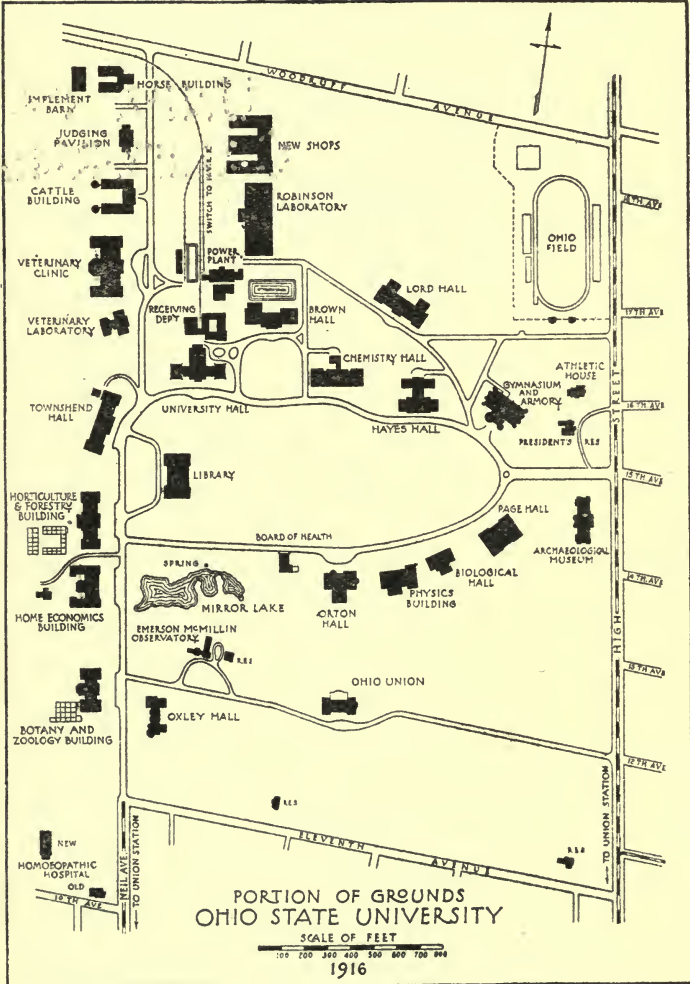 WOODRUFF AVENUE
HORSE BUILDING
IMPLEMENT
BARN
JUDGING
PAVILION
NEW SHOPS
CATTLE
BUILDING
ROBINSON
LABORATORY
SWITCH TO
18TH AVE
OHIO
FIELD
VETERINARY
CLINIC
POWER
PLANT
LORD HALL
RECEIVING
DEP'T
BROWN
HALL
17TH AVE
VETERINARY
LABORATORY
CHEMISTRY HALL
ATHLETIC
HOUSE
GYMNASIUM
AND
ARMORY
TOWNSHEND
HALL
UNIVERSITY HALL
HAYES HALL
PRESIDENT'S RES
16TH AVE
LIBRARY
15TH AVE
HORTICULTURE
& FORESTRY
BUILDING
PAGE HALL
BOARD OF HEALTH
ARCHAEOLOGICAL
MUSEUM
SPRING
MIRROR LAKE
BIOLOGICAL
HALL
14TH AVE
ORTON
HALL
PHYSICS
BUILDING
HOME ECONOMICS
BUILDING
EMERSON McMILLIN
OBSERVATORY
RES
HIGH STREET
13TH AVE
OHIO UNION
OXLEY HALL
BOTANY AND
ZOOLOGY BUILDING
12TH AVE
RES
ELEVENTH AVENUE
RES
NEIL AVE
TO UNION STATION
TO UNION STATION
NEW
HOMOEOPATHIC
HOSPITAL
OLD
10TH AVE
PORTION OF GROUNDS
OHIO STATE UNIVERSITY
SCALE OF FEET
100 200 300 400 500 600 700 800
1916